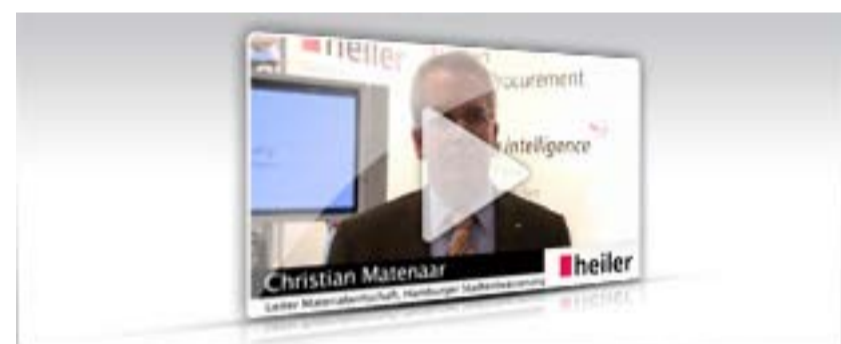 heiler
Procurement
intelligence
Christian Matenaar
heiler
Leiter Materialwirtschaft, Hamburger Stadtentwässerung